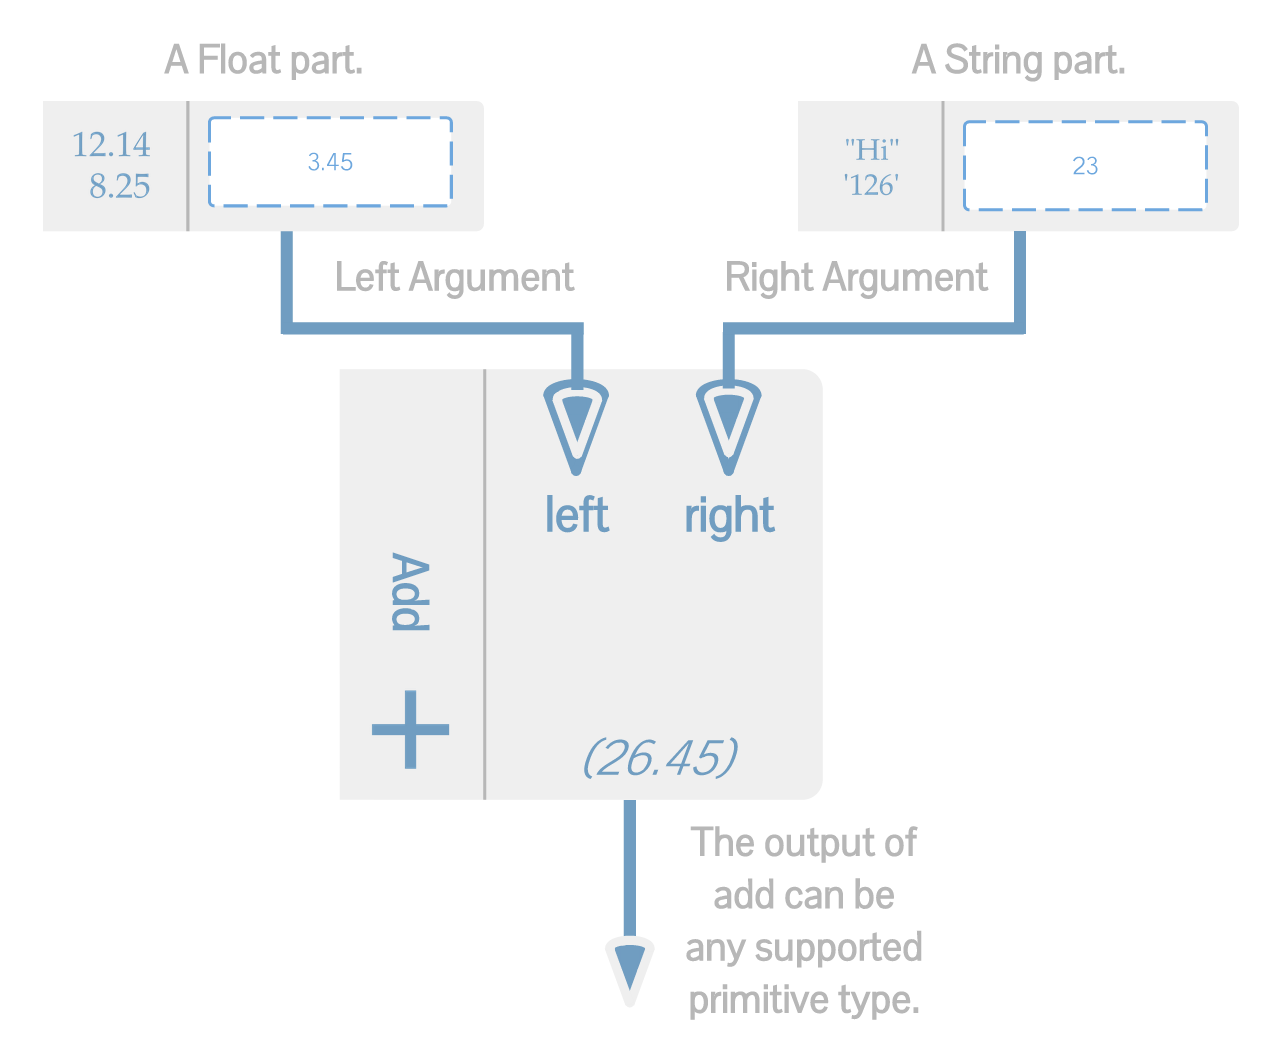 A Float part.
A String part.
12.14
8.25
3.45
"Hi"
'126'
23
Left Argument
Right Argument
left
right
Add
+
(26.45)
The output of
add can be
any supported
primitive type.